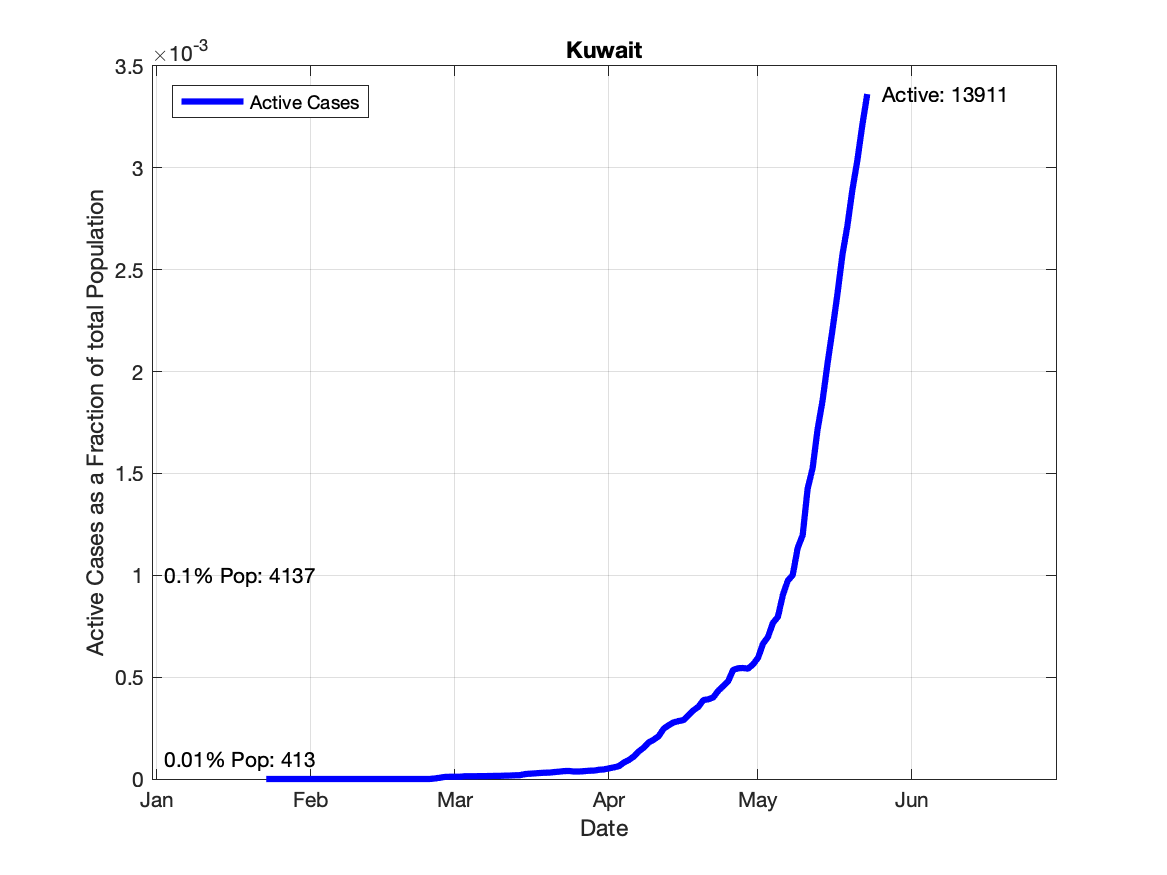 Kuwait
×10-3
3.5
3
2.5
2
1.5
1
0.5
0
Active Cases as a Fraction of total Population
Active Cases
Active: 13911
0.1% Pop: 4137
0.01% Pop: 413
Jan Feb Mar Apr May Jun
Date